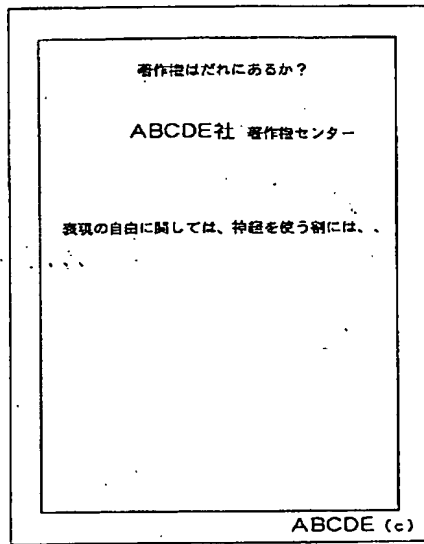 著作権はだれにあるか？
ABCDE社 著作権センター
表現の自由に関しては、神経を使う割には、、
、、、、
ABCDE (c)